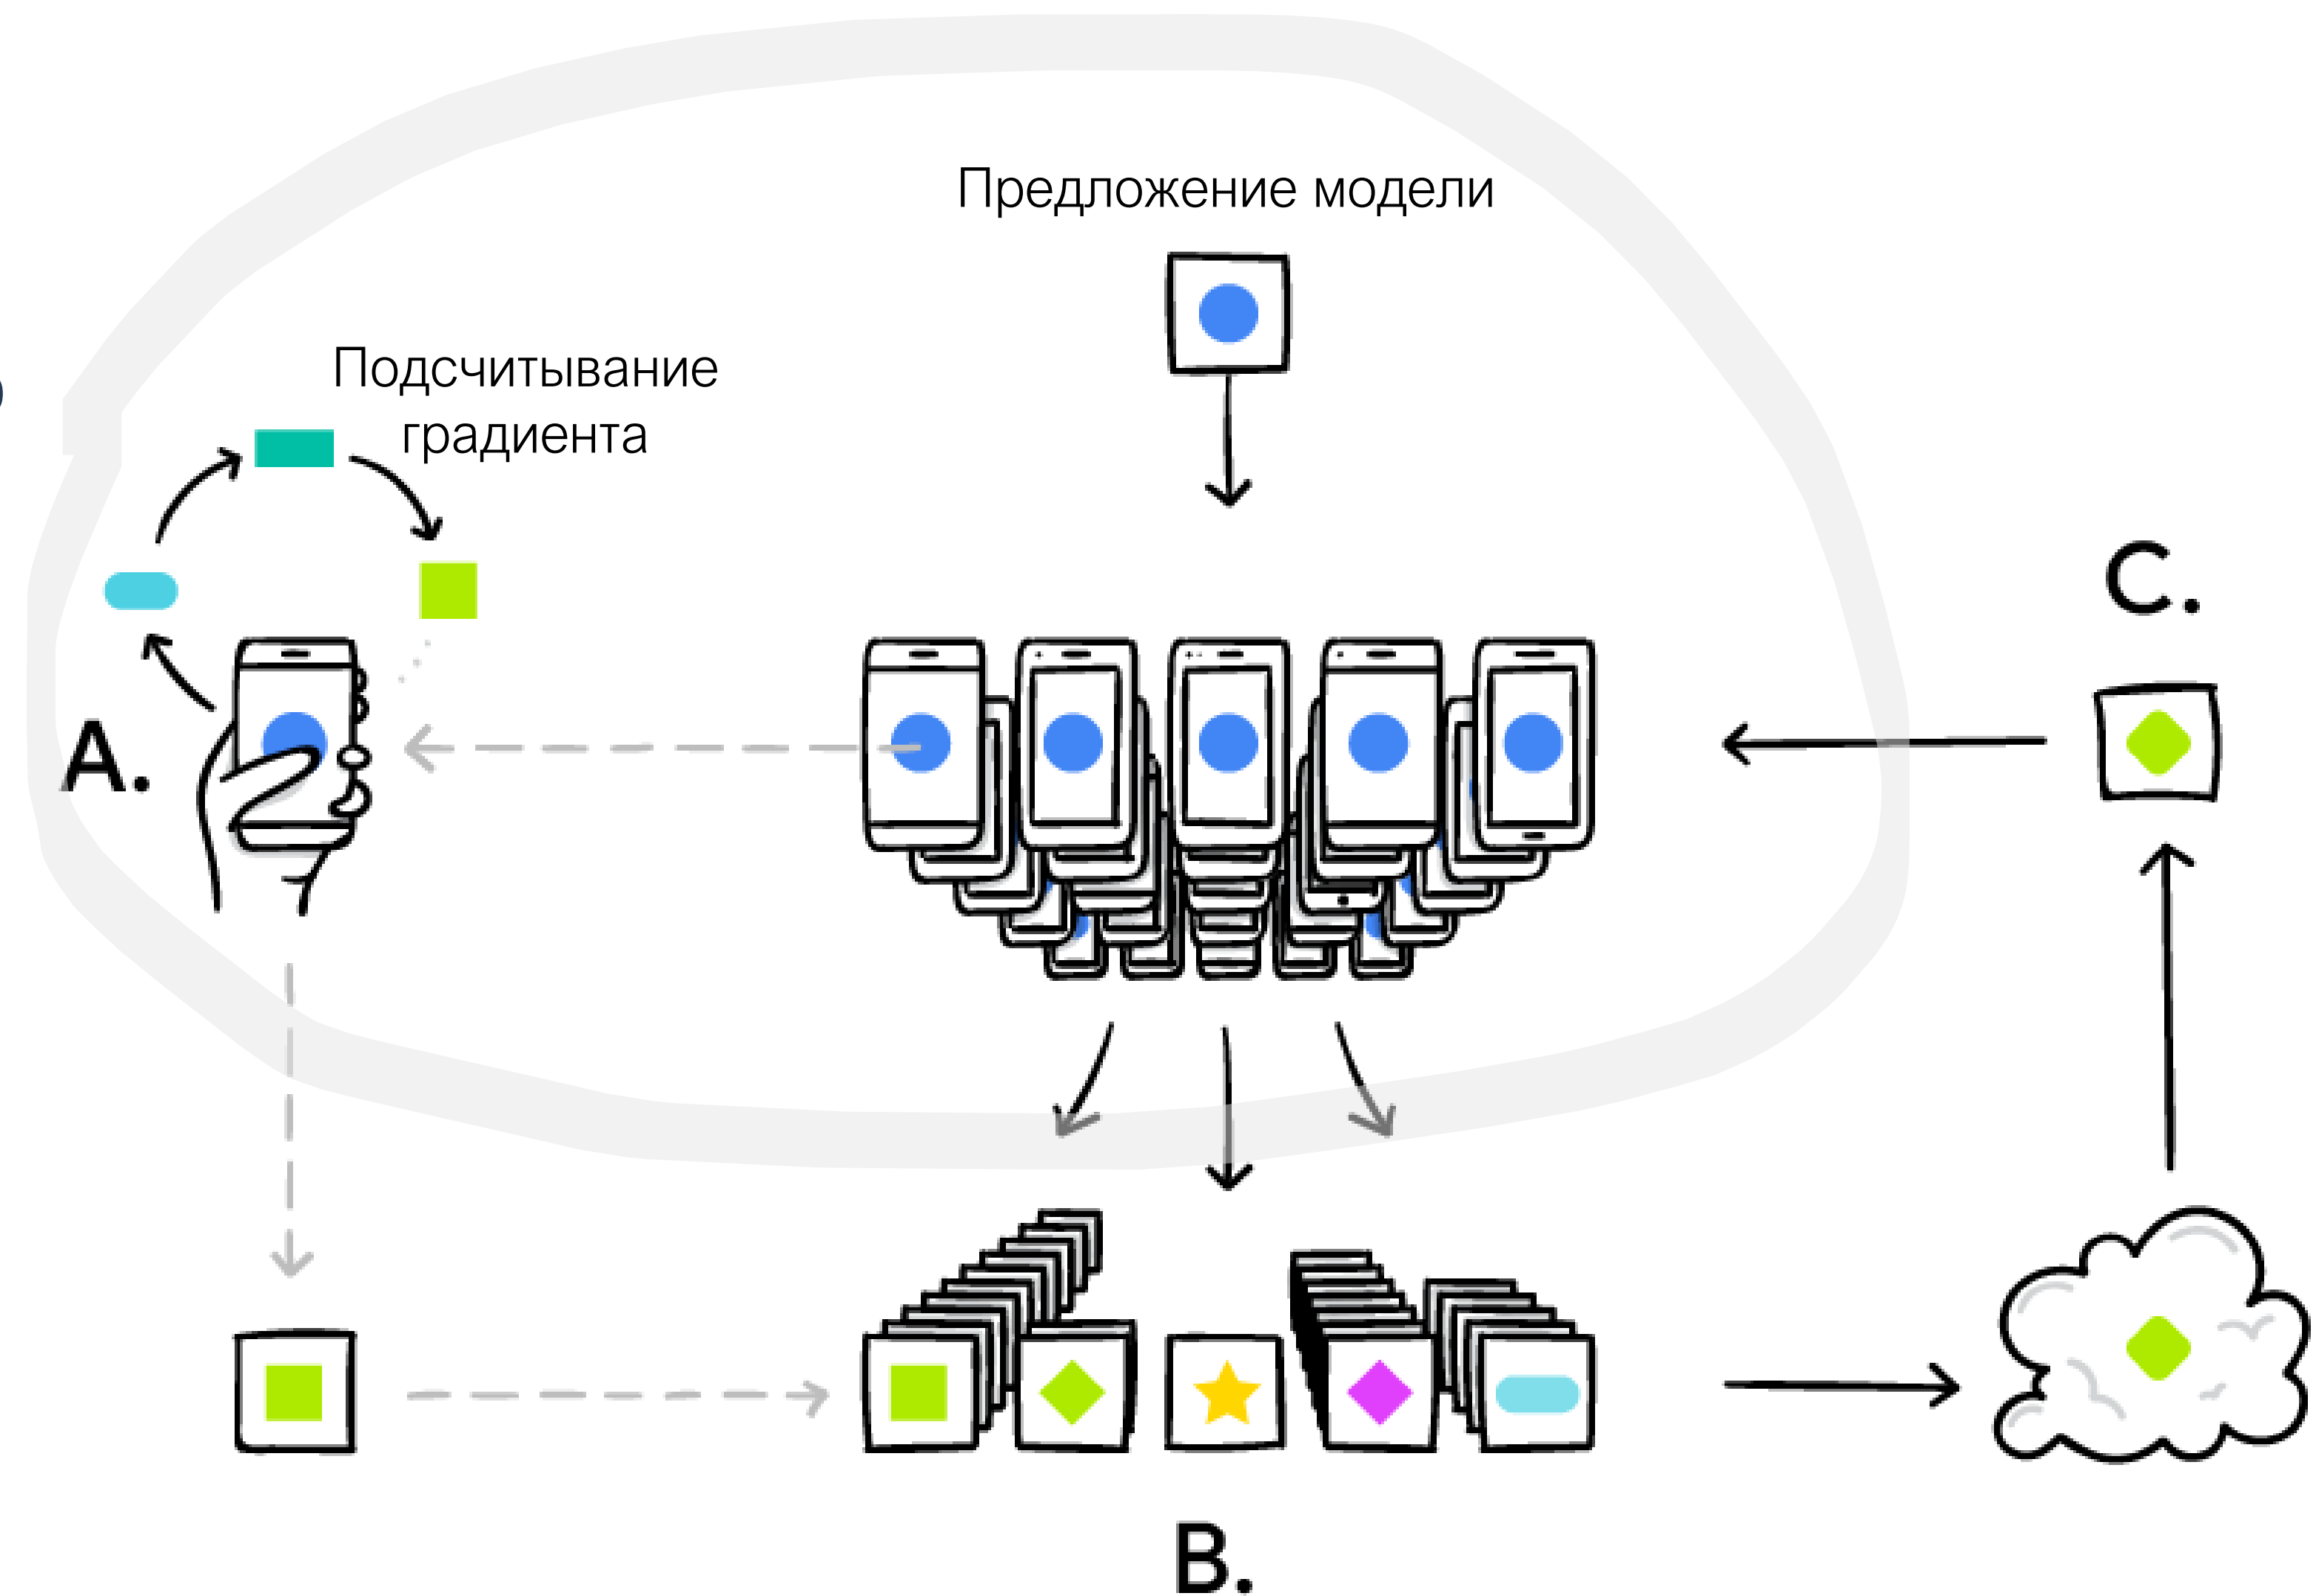 Предложение модели
Подсчитывание
градиента
C.
A.
B.